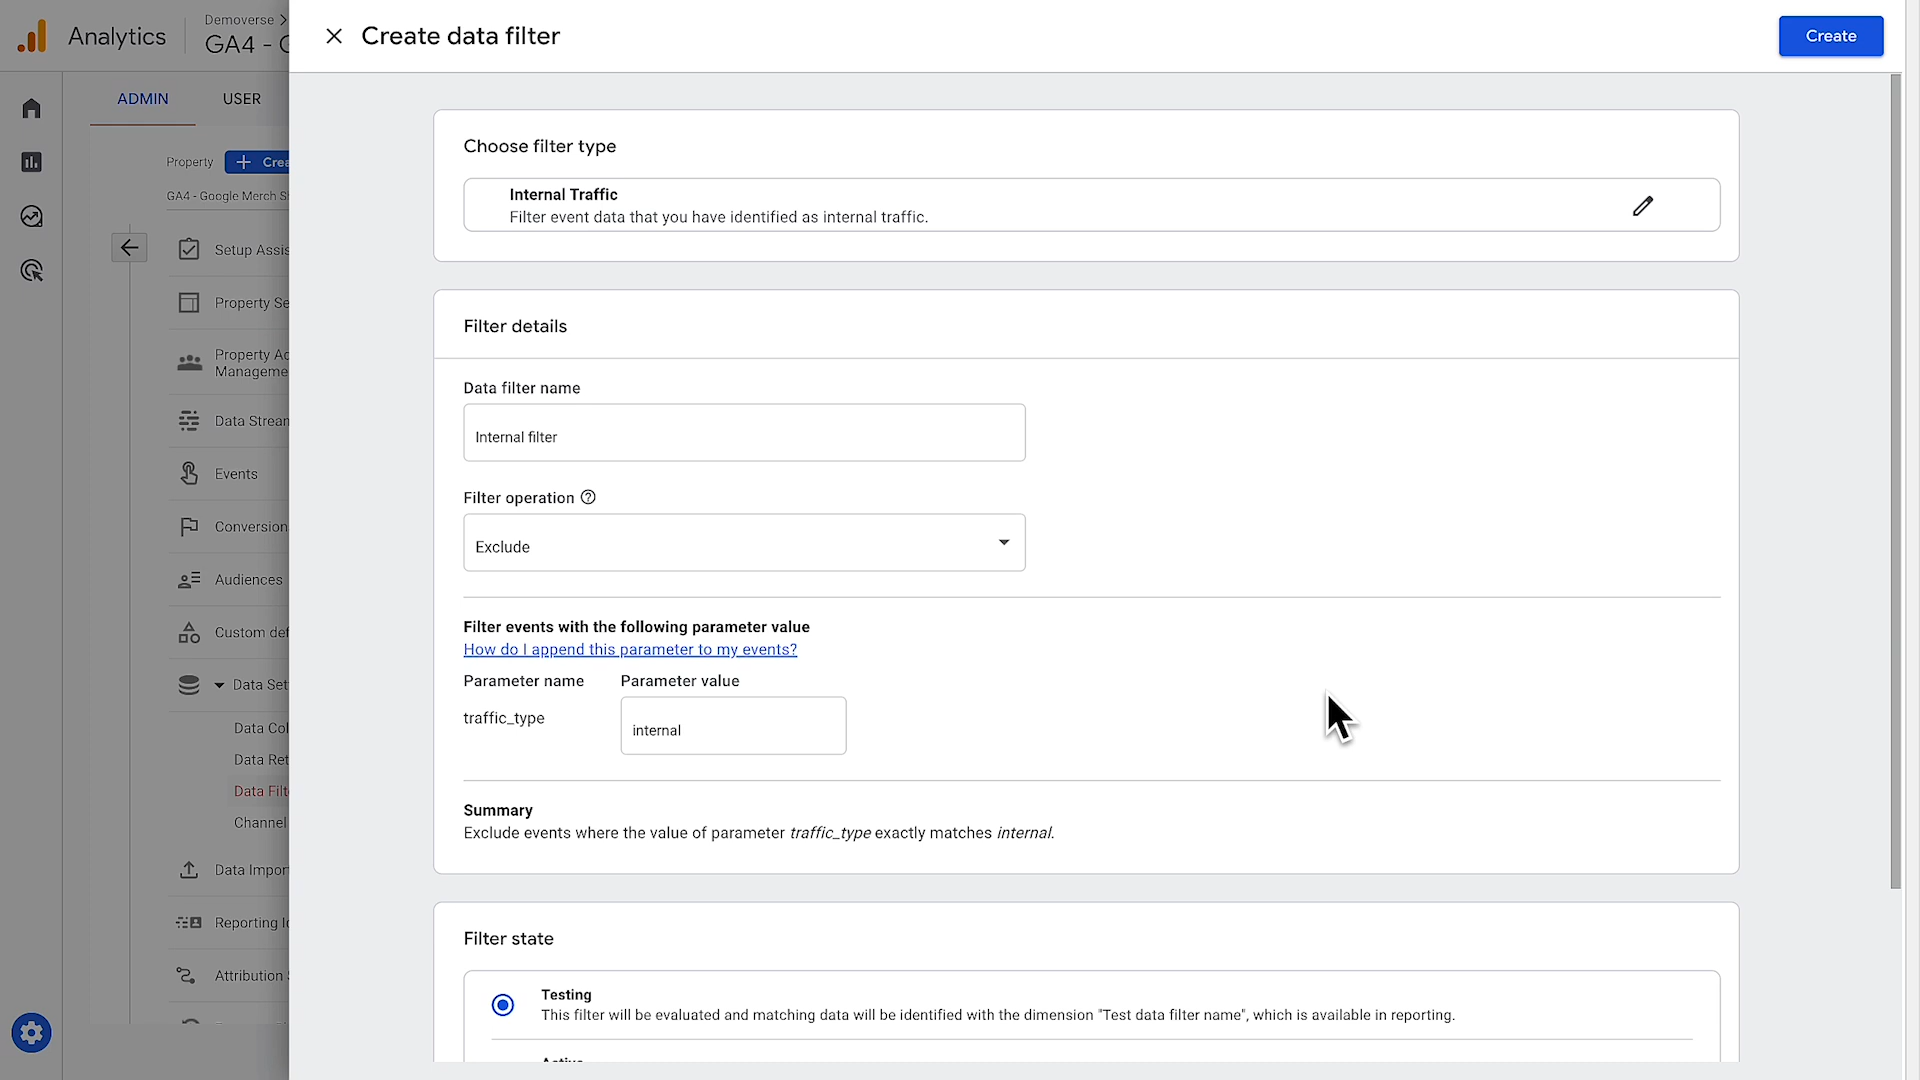 Analytics
Demoverse >
GA4 - G
Create data filter
Create
ADMIN
USER
Property
Crea
GA4 - Google Merch S
Setup Assis
Property Se
Property Ac
Manageme
Data Strean
Events
Conversion
Audiences
Custom def
Data Set
Data Col
Data Ret
Data Filt
Channel
Data Import
Reporting Id
Attribution S
Choose filter type
Internal Traffic
Filter event data that you have identified as internal traffic.
Filter details
Data filter name
Internal filter
Filter operation
Exclude
Filter events with the following parameter value
How do I append this parameter to my events?
Parameter name
Parameter value
traffic_type
internal
Summary
Exclude events where the value of parameter traffic_type exactly matches internal.
Filter state
Testing
This filter will be evaluated and matching data will be identified with the dimension "Test data filter name", which is available in reporting.
Active